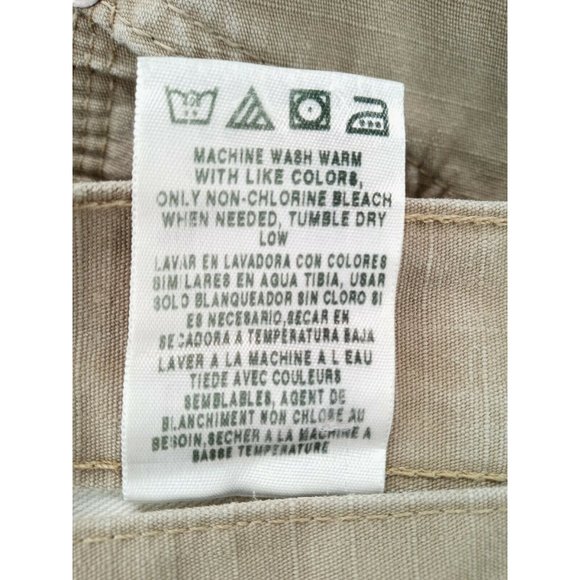 MACHINE WASH WARM
WITH LIKE COLORS,
ONLY NON-CHLORINE BLEACH
WHEN NEEDED, TUMBLE DRY
LOW
LAVAR EN LAVADORA CON COLORES
SIMILARES EN AGUA TIBIA, USAR
SOLO BLANQUEADOR SIN CLORO SI
ES NECESARIO,SECAR EN
SECADORA A TEMPERATURA BAJA
LAVER A LA MACHINE A L EAU
TIEDE AVEC COULEURS
SEMBLABLES, AGENT DE
BLANCHIMENT NON CHLORE AU
BESOIN,SECHER A LA MACHINE A
BASSE TEMPERATURE